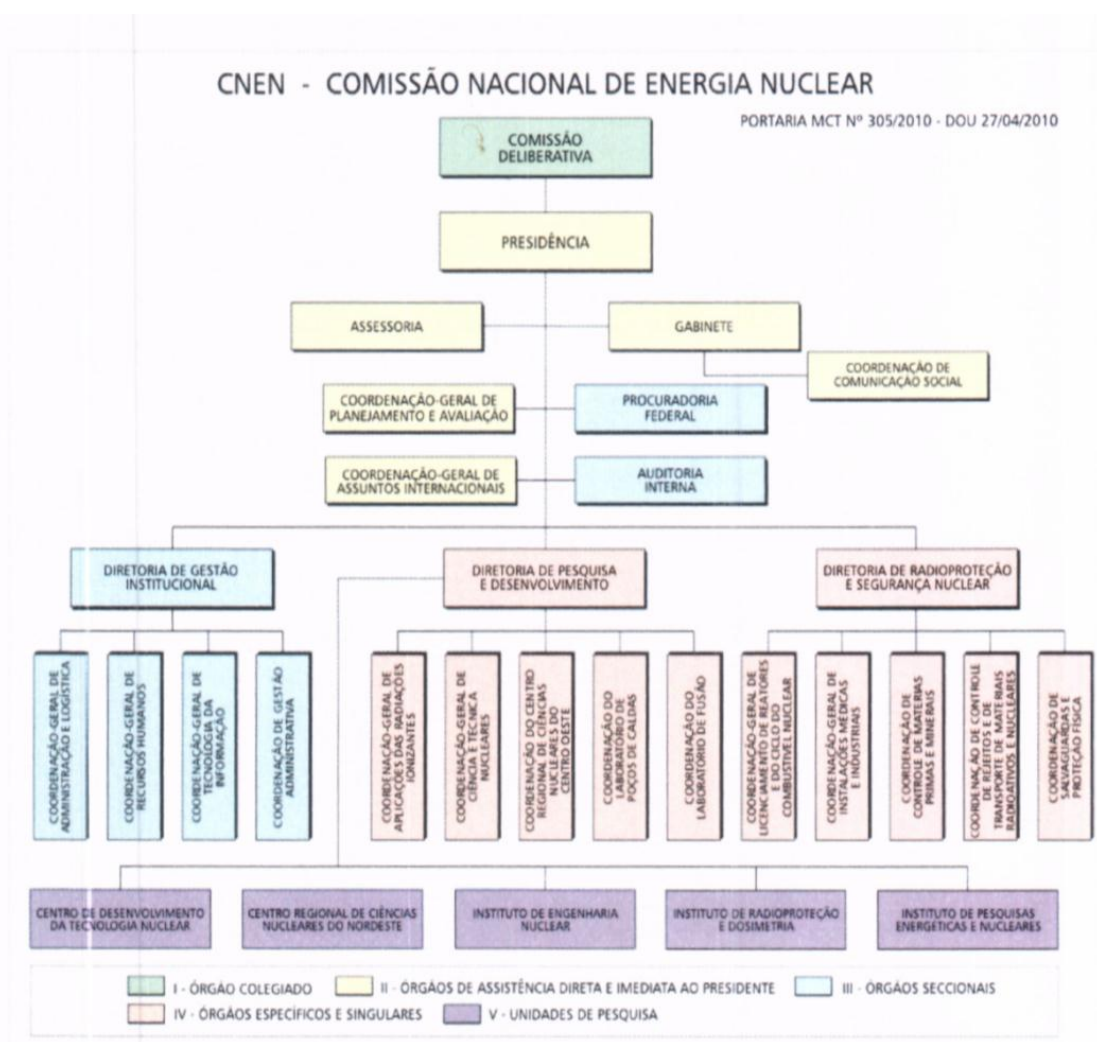 CNEN - COMISSÃO NACIONAL DE ENERGIA NUCLEAR
PORTARIA MCT Nº 305/2010 - DOU 27/04/2010
COMISSÃO
DELIBERATIVA
PRESIDÊNCIA
ASSESSORIA
GABINETE
COORDENAÇÃO DE
COMUNICAÇÃO SOCIAL
COORDENAÇÃO-GERAL DE
PLANEJAMENTO E AVALIAÇÃO
PROCURADORIA
FEDERAL
COORDENAÇÃO-GERAL DE
ASSUNTOS INTERNACIONAIS
AUDITORIA
INTERNA
DIRETORIA DE GESTÃO
INSTITUCIONAL
DIRETORIA DE PESQUISA
E DESENVOLVIMENTO
DIRETORIA DE RADIOPROTEÇÃO
E SEGURANÇA NUCLEAR
COORDENAÇÃO-GERAL DE
ADMINISTRAÇÃO E LOGÍSTICA
COORDENAÇÃO-GERAL DE
RECURSOS HUMANOS
COORDENAÇÃO-GERAL DE
TECNOLOGIA DA
INFORMAÇÃO
COORDENAÇÃO DE GESTÃO
ADMINISTRATIVA
COORDENAÇÃO-GERAL DE
APLICAÇÕES DAS RADIAÇÕES
IONIZANTES
COORDENAÇÃO-GERAL DE
CIÊNCIA E TÉCNICA
NUCLEARES
COORDENAÇÃO DO CENTRO
REGIONAL DE CIÊNCIAS
NUCLEARES DO
CENTRO OESTE
COORDENAÇÃO DO
LABORATÓRIO DE
POÇOS DE CALDAS
COORDENAÇÃO DO
LABORATÓRIO DE FUSÃO
COORDENAÇÃO-GERAL DE
LICENCIAMENTO DE REATORES
E DO CICLO DO
COMBUSTÍVEL NUCLEAR
COORDENAÇÃO-GERAL DE
INSTALAÇÕES MÉDICAS
E INDUSTRIAIS
COORDENAÇÃO DE
CONTROLE DE MATERIAS
PRIMAS E MINERAIS
COORDENAÇÃO DE CONTROLE
DE REJEITOS E DE
TRANSPORTE DE MATERIAIS
RADIOATIVOS E NUCLEARES
COORDENAÇÃO DE
SALVAGUARDAS E
PROTEÇÃO FÍSICA
CENTRO DE DESENVOLVIMENTO
DA TECNOLOGIA NUCLEAR
CENTRO REGIONAL DE CIÊNCIAS
NUCLEARES DO NORDESTE
INSTITUTO DE ENGENHARIA
NUCLEAR
INSTITUTO DE RADIOPROTEÇÃO
E DOSIMETRIA
INSTITUTO DE PESQUISAS
ENERGÉTICAS E NUCLEARES
I - ÓRGÃO COLEGIADO
II - ÓRGÃOS DE ASSISTÊNCIA DIRETA E IMEDIATA AO PRESIDENTE
III - ÓRGÃOS SECCIONAIS
IV - ÓRGÃOS ESPECÍFICOS E SINGULARES
V - UNIDADES DE PESQUISA